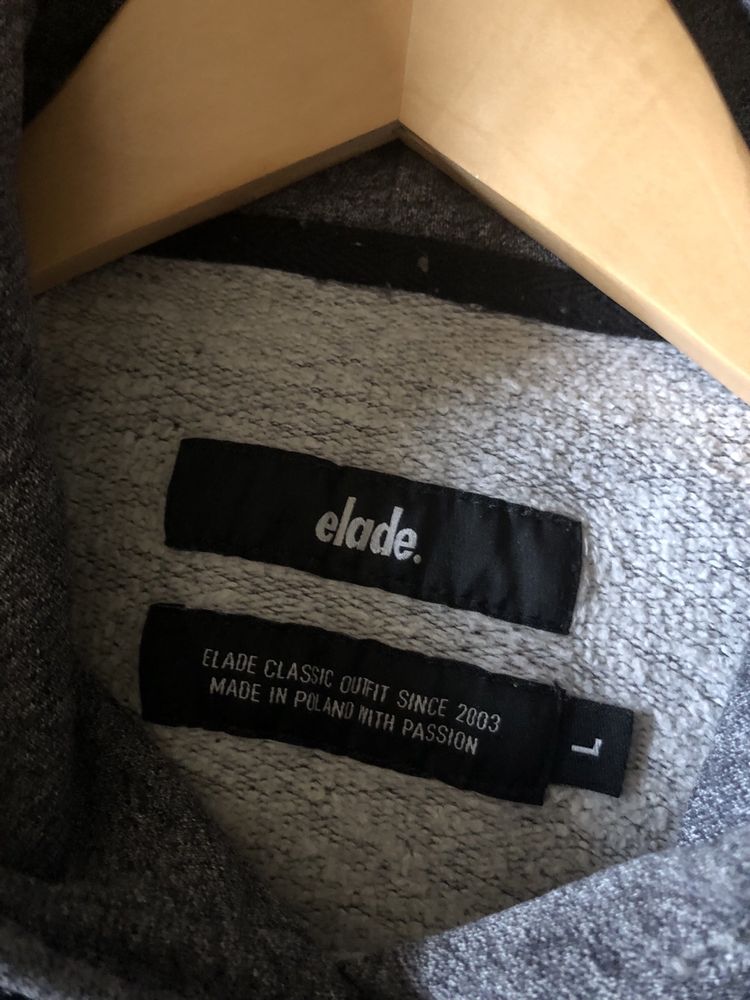 elade.
ELADE CLASSIC OUTFIT SINCE 2003
MADE IN POLAND WITH PASSION
L